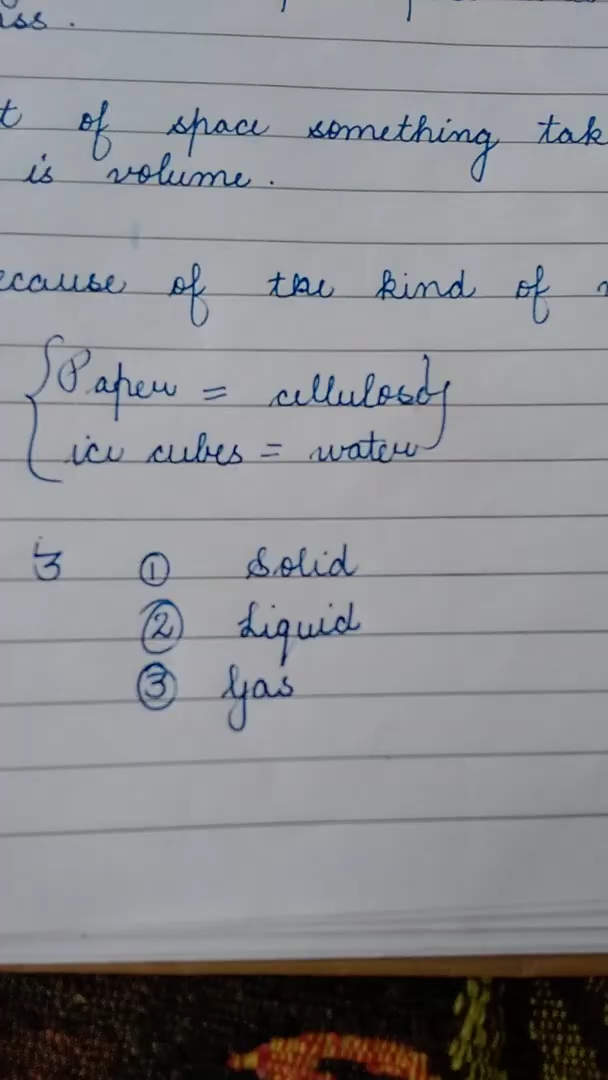 ss.
t of space something tak
is volume.
ecause of the kind of
Paper = cellulose
ice cubes = water
3 ① Solid
② Liquid
③ Gas